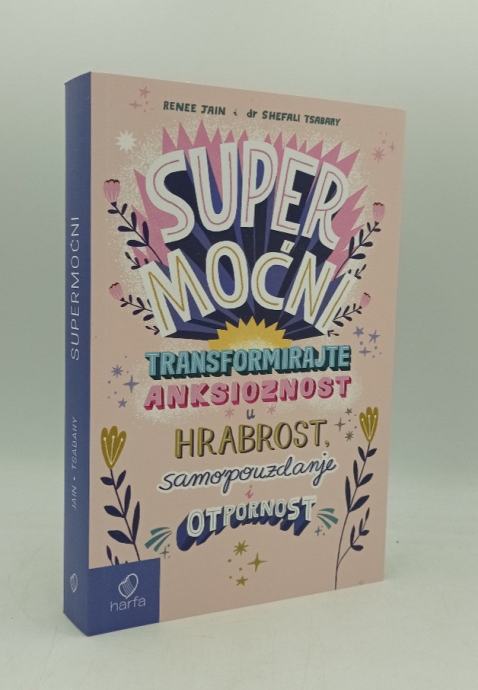 RENEE JAIN i dr SHEFALI TSABARY
SUPER
MOĆNI
TRANSFORMIRAJTE
ANKSIOZNOST
u
HRABROST,
samopouzdanje
i
OTPORNOST
harfa
SUPERMOĆNI
JAIN • TSABARY